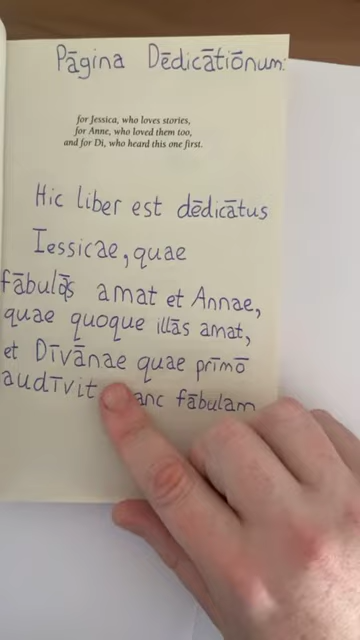 Pāgina Dēdicātiōnum:
for Jessica, who loves stories,
for Anne, who loved them too,
and for Di, who heard this one first.
Hic liber est dēdicātus
Iessicae, quae
fābulās amat et Annae,
quae quoque illās amat,
et Dīvānae quae prīmō
audīvit fābulam